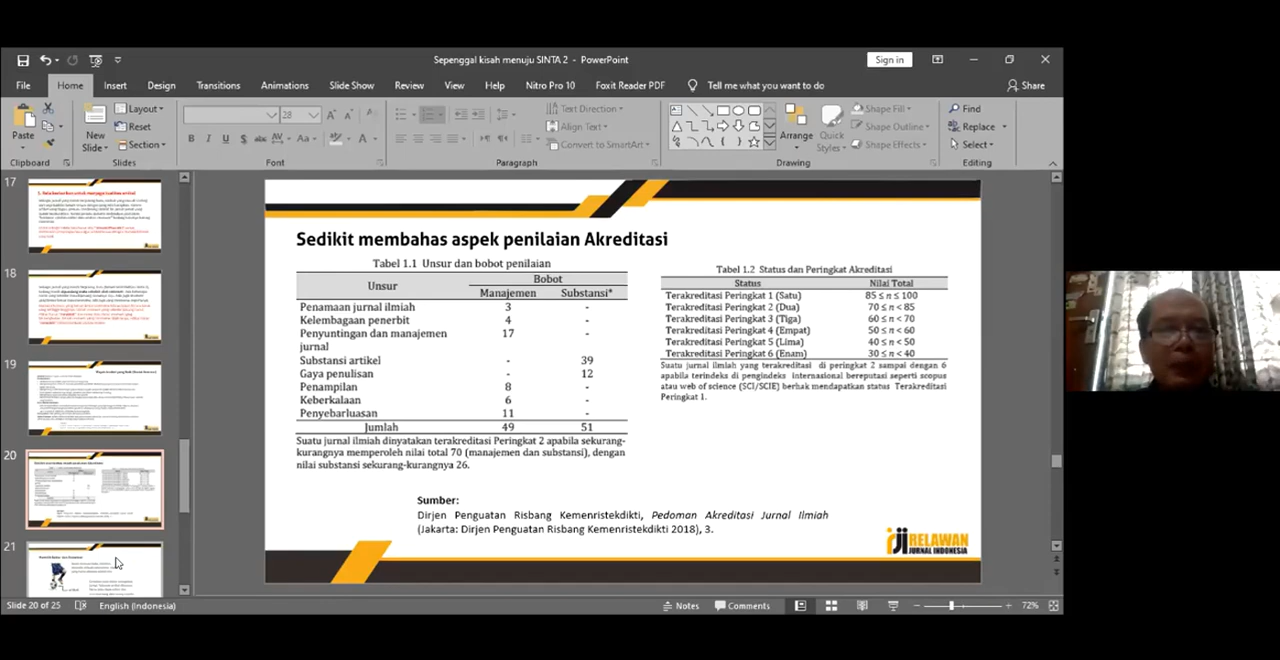 Sepenggal kisah menuju SINTA 2 - PowerPoint
Sign in
File Home Insert Design Transitions Animations Slide Show Review View Help Nitro Pro 10 Foxit Reader PDF Tell me what you want to do Share
Paste
New Slide
Layout
Reset
Section
28
Text Direction
Align Text
Convert to SmartArt
Arrange
Quick Styles
Shape Fill
Shape Outline
Shape Effects
Find
Replace
Select
Clipboard Slides Font Paragraph Drawing Editing
17
18
19
20
21
Sedikit membahas aspek penilaian Akreditasi
Tabel 1.1 Unsur dan bobot penilaian
Unsur Bobot
Manajemen Substansi*
Penamaan jurnal ilmiah 3 -
Kelembagaan penerbit 4 -
Penyuntingan dan manajemen jurnal 17 -
Substansi artikel - 39
Gaya penulisan - 12
Penampilan 8 -
Keberkalaan 6 -
Penyebarluasan 11 -
Jumlah 49 51
Suatu jurnal ilmiah dinyatakan terakreditasi Peringkat 2 apabila sekurang-
kurangnya memperoleh nilai total 70 (manajemen dan substansi), dengan
nilai substansi sekurang-kurangnya 26.
Tabel 1.2 Status dan Peringkat Akreditasi
Status Nilai Total
Terakreditasi Peringkat 1 (Satu) 85 ≤ n ≤ 100
Terakreditasi Peringkat 2 (Dua) 70 ≤ n < 85
Terakreditasi Peringkat 3 (Tiga) 60 ≤ n < 70
Terakreditasi Peringkat 4 (Empat) 50 ≤ n < 60
Terakreditasi Peringkat 5 (Lima) 40 ≤ n < 50
Terakreditasi Peringkat 6 (Enam) 30 ≤ n < 40
Suatu jurnal ilmiah yang terakreditasi di peringkat 2 sampai dengan 6
apabila terindeks di pengindeks Internasional bereputasi seperti scopus
atau web of science (SCI/SCIE) berhak mendapatkan status Terakreditasi
Peringkat 1.
Sumber:
Dirjen Penguatan Risbang Kemenristekdikti, Pedoman Akreditasi Jurnal Ilmiah
(Jakarta: Dirjen Penguatan Risbang Kemenristekdikti 2018), 3.
RELAWAN
JURNAL INDONESIA
Slide 20 of 25 English (Indonesia) Notes Comments 72%